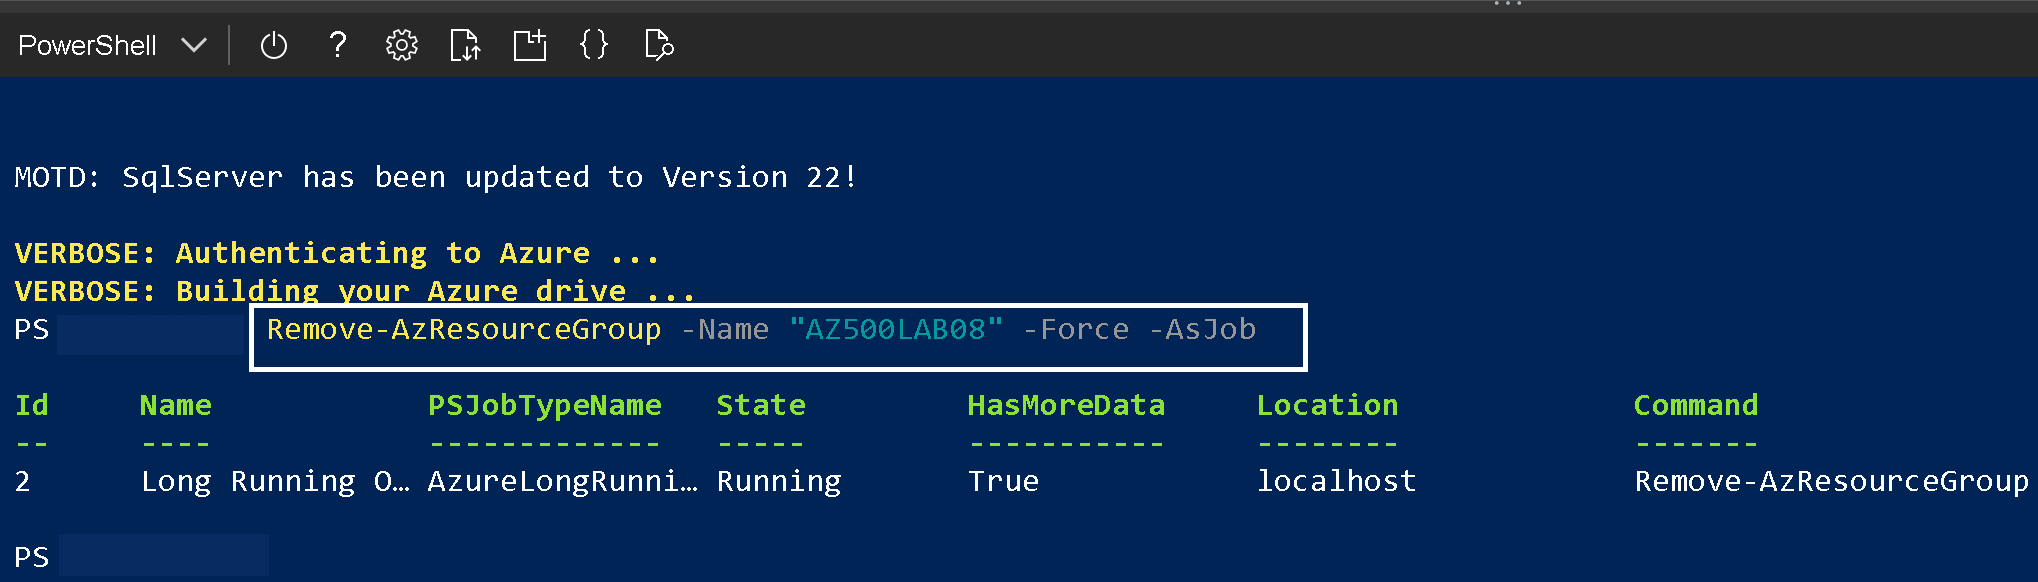 PowerShell
MOTD: SqlServer has been updated to Version 22!
VERBOSE: Authenticating to Azure ...
VERBOSE: Building your Azure drive ...
PS Remove-AzResourceGroup -Name "AZ500LAB08" -Force -AsJob
Id Name PSJobTypeName State HasMoreData Location Command
-- ---- ------------- ----- ----------- -------- -------
2 Long Running O… AzureLongRunni… Running True localhost Remove-AzResourceGroup
PS